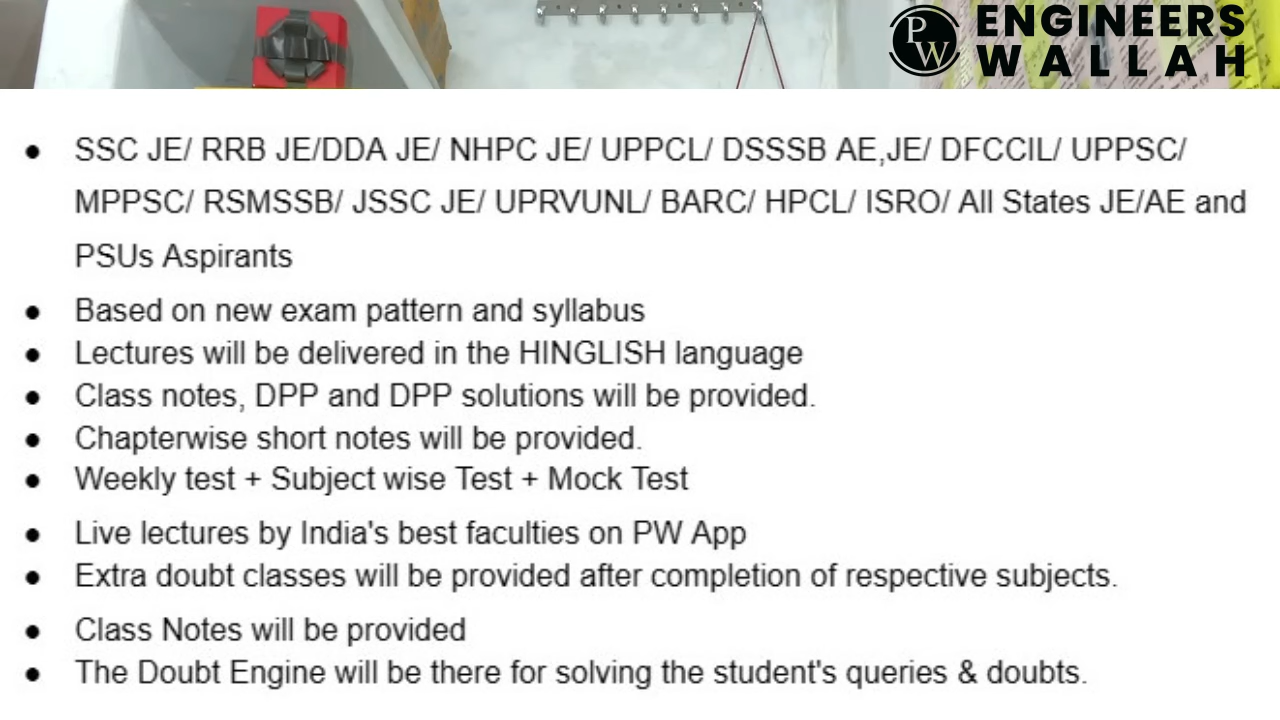 PW ENGINEERS
WALLAH
● SSC JE/ RRB JE/DDA JE/ NHPC JE/ UPPCL/ DSSSB AE,JE/ DFCCIL/ UPPSC/
MPPSC/ RSMSSB/ JSSC JE/ UPRVUNL/ BARC/ HPCL/ ISRO/ All States JE/AE and
PSUs Aspirants
● Based on new exam pattern and syllabus
● Lectures will be delivered in the HINGLISH language
● Class notes, DPP and DPP solutions will be provided.
● Chapterwise short notes will be provided.
● Weekly test + Subject wise Test + Mock Test
● Live lectures by India's best faculties on PW App
● Extra doubt classes will be provided after completion of respective subjects.
● Class Notes will be provided
● The Doubt Engine will be there for solving the student's queries & doubts.